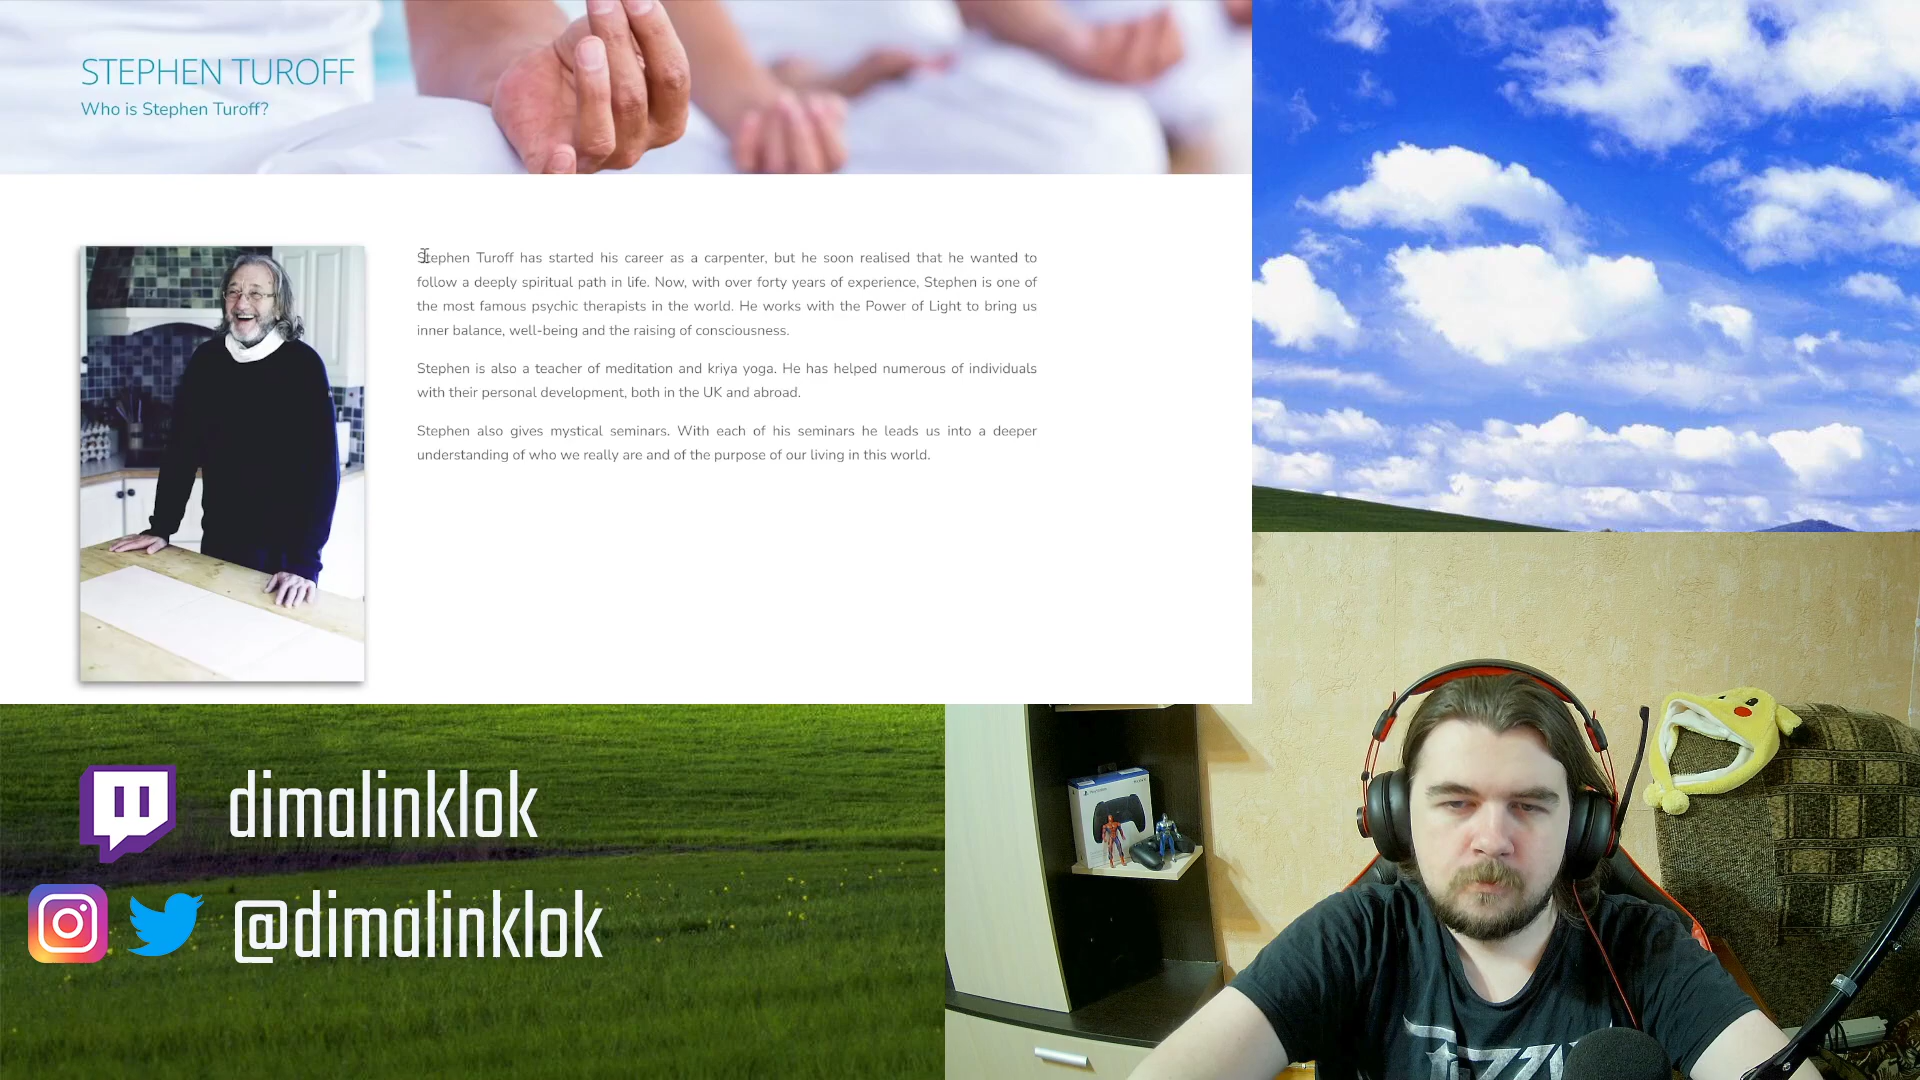 STEPHEN TUROFF
Who is Stephen Turoff?
Stephen Turoff has started his career as a carpenter, but he soon realised that he wanted to
follow a deeply spiritual path in life. Now, with over forty years of experience, Stephen is one of
the most famous psychic therapists in the world. He works with the Power of Light to bring us
inner balance, well-being and the raising of consciousness.
Stephen is also a teacher of meditation and kriya yoga. He has helped numerous of individuals
with their personal development, both in the UK and abroad.
Stephen also gives mystical seminars. With each of his seminars he leads us into a deeper
understanding of who we really are and of the purpose of our living in this world.
dimalinklok
@dimalinklok